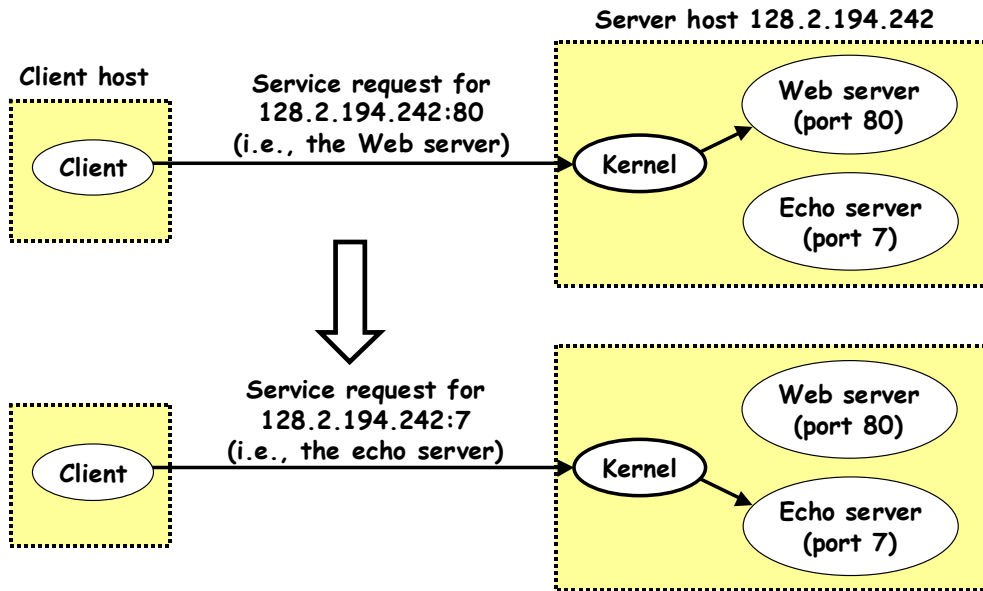 Server host 128.2.194.242
Client host
Service request for
128.2.194.242:80
(i.e., the Web server)
Client
Kernel
Web server
(port 80)
Echo server
(port 7)
Service request for
128.2.194.242:7
(i.e., the echo server)
Client
Kernel
Web server
(port 80)
Echo server
(port 7)